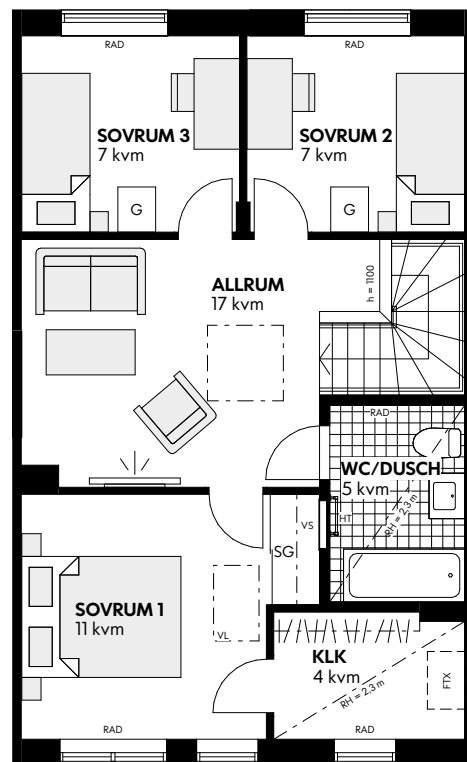 RAD
RAD
SOVRUM 3
7 kvm
SOVRUM 2
7 kvm
G
G
ALLRUM
17 kvm
h = 1100
RAD
WC/DUSCH
5 kvm
RH = 2,3 m
HT
VS
SG
SOVRUM 1
11 kvm
VL
KLK
4 kvm
FTX
RH = 2,3 m
RAD
RAD